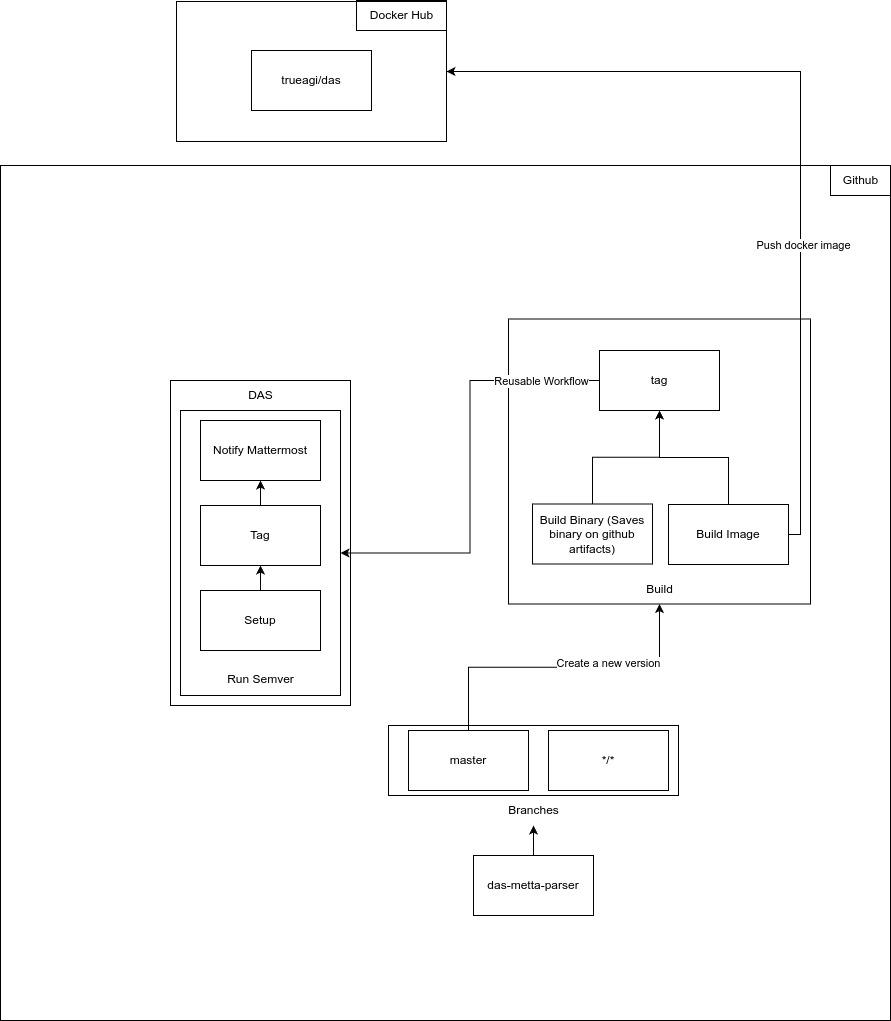 Docker Hub
trueagi/das
Github
Push docker image
tag
Reusable Workflow
DAS
Notify Mattermost
Tag
Setup
Run Semver
Build Binary (Saves
binary on github
artifacts)
Build Image
Build
Create a new version
master
*/*
Branches
das-metta-parser